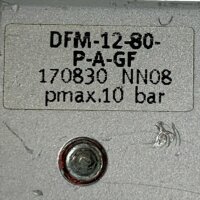 DFM-12-80-
P-A-GF
170830 NN08
pmax.10 bar